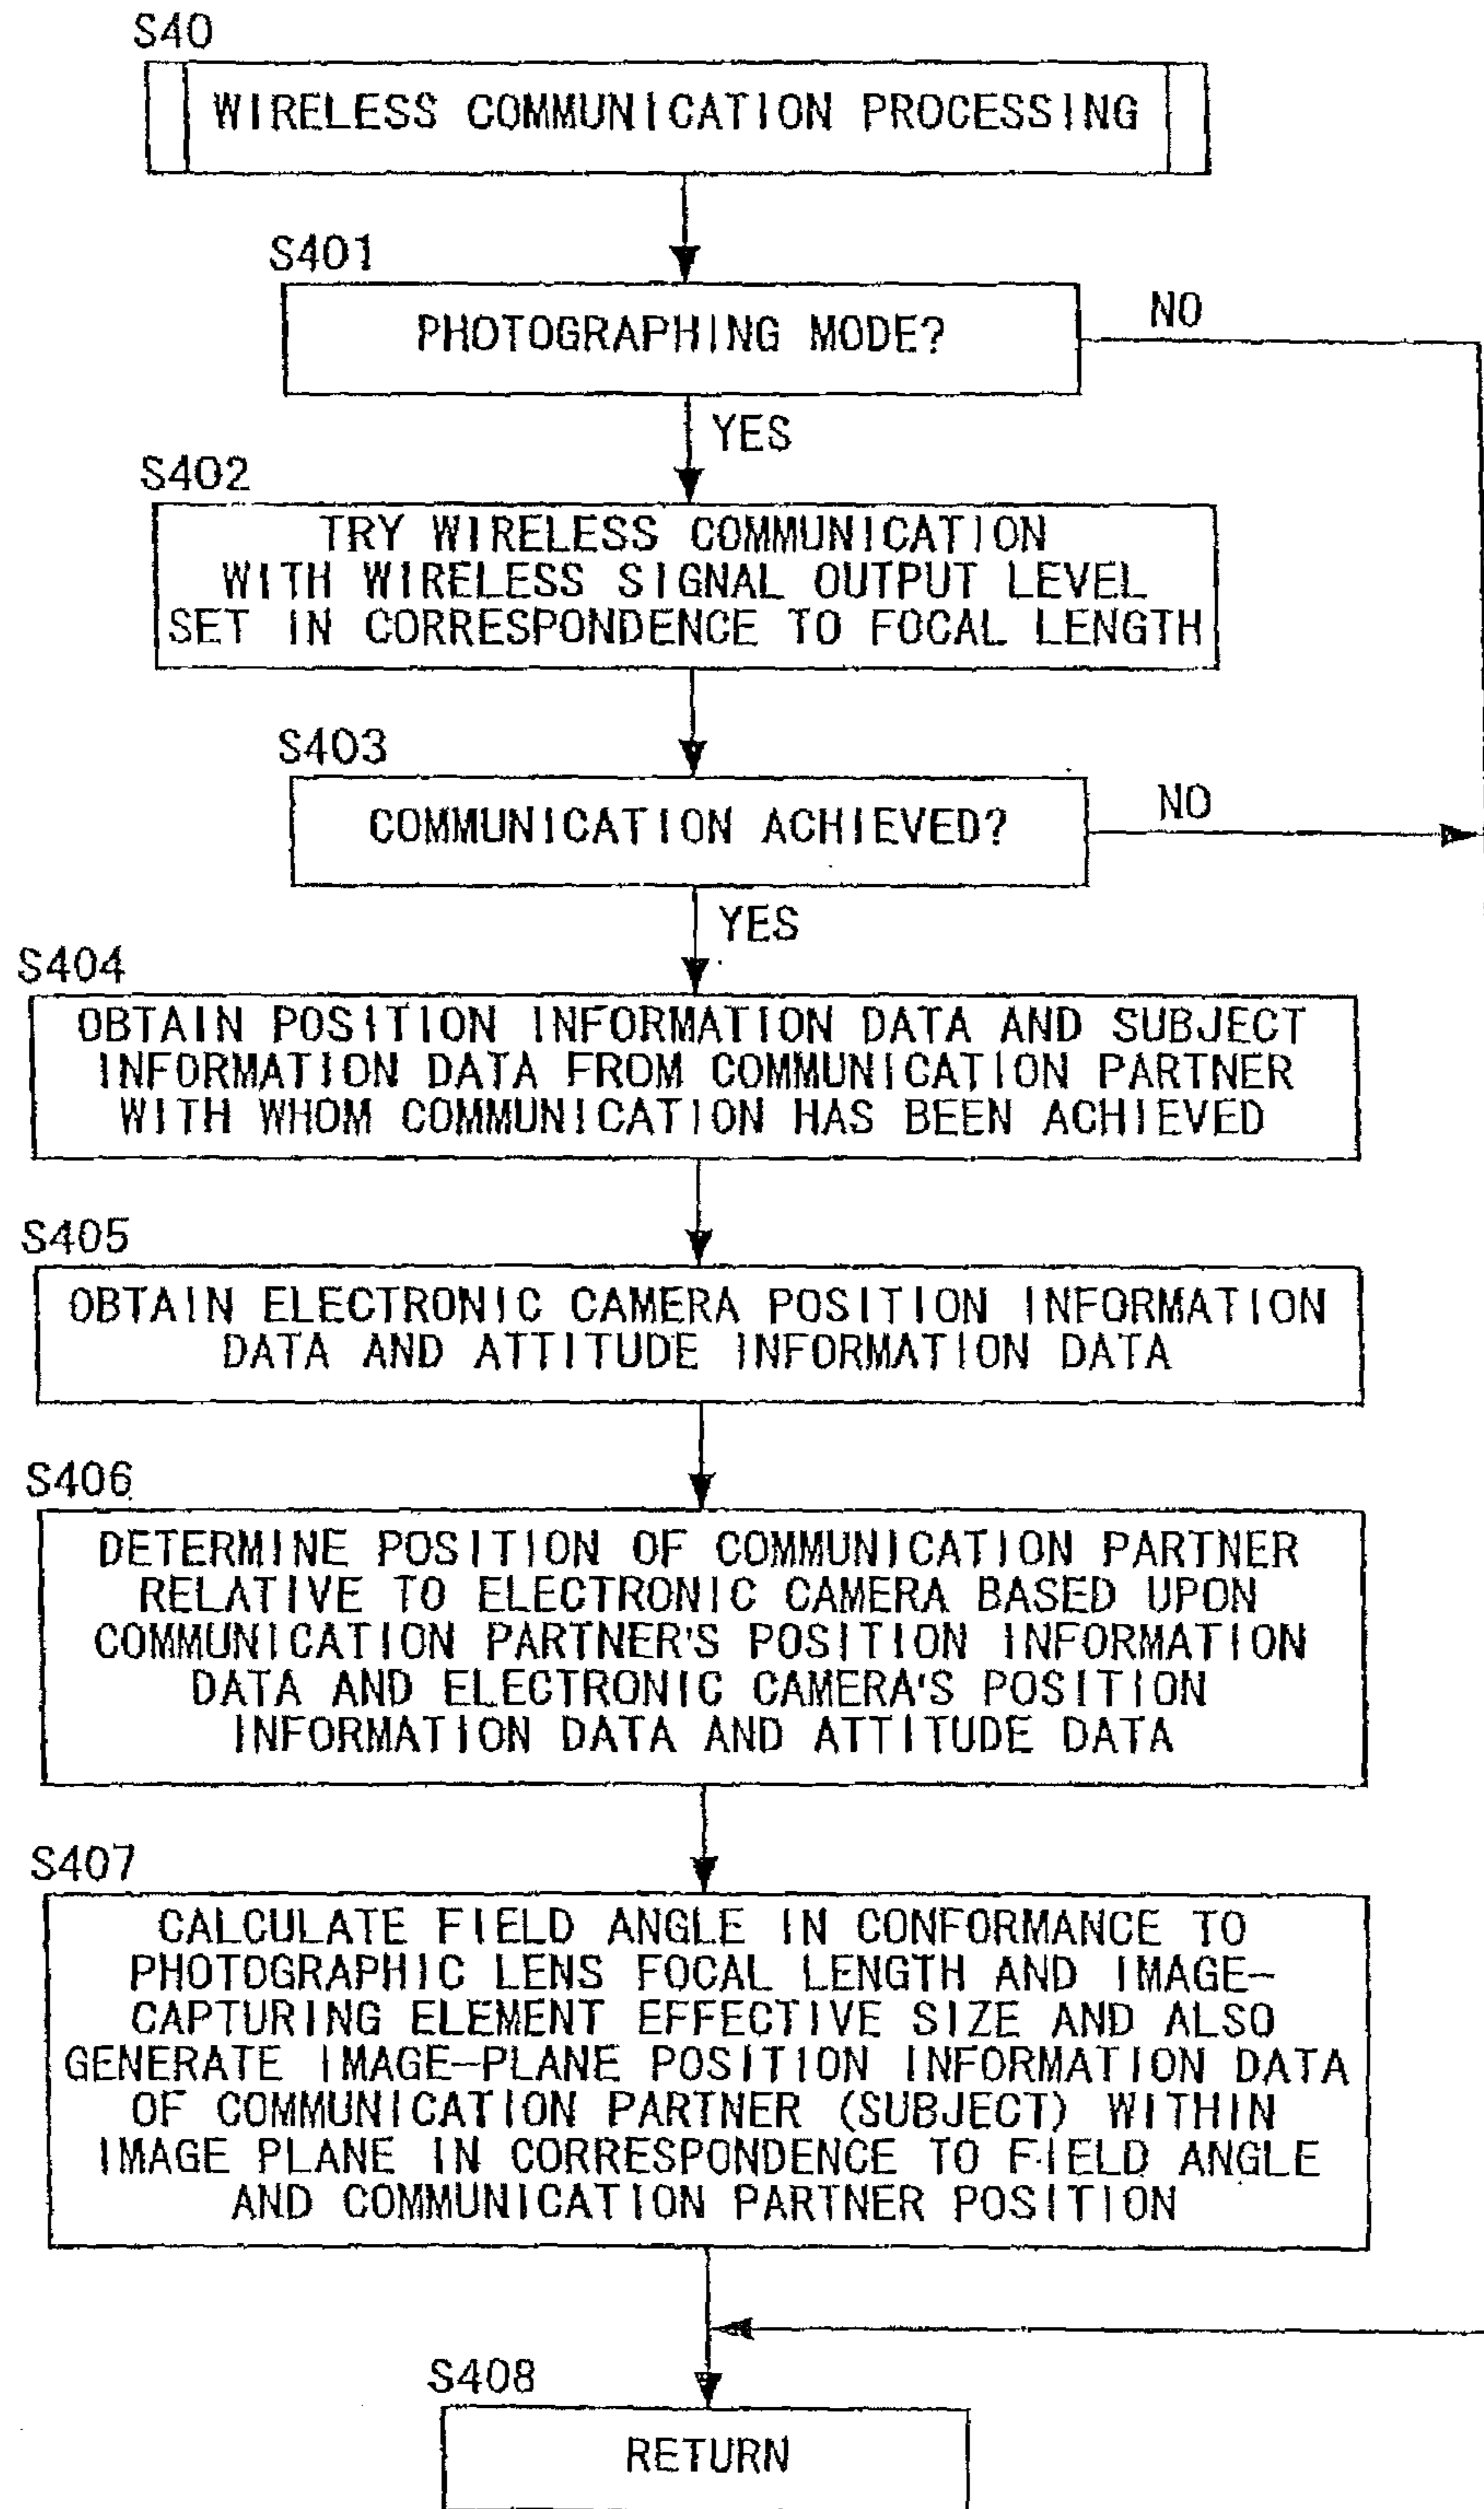 S40
WIRELESS COMMUNICATION PROCESSING
S401
PHOTOGRAPHING MODE?
NO
YES
S402
TRY WIRELESS COMMUNICATION
WITH WIRELESS SIGNAL OUTPUT LEVEL
SET IN CORRESPONDENCE TO FOCAL LENGTH
S403
COMMUNICATION ACHIEVED?
NO
YES
S404
OBTAIN POSITION INFORMATION DATA AND SUBJECT
INFORMATION DATA FROM COMMUNICATION PARTNER
WITH WHOM COMMUNICATION HAS BEEN ACHIEVED
S405
OBTAIN ELECTRONIC CAMERA POSITION INFORMATION
DATA AND ATTITUDE INFORMATION DATA
S406
DETERMINE POSITION OF COMMUNICATION PARTNER
RELATIVE TO ELECTRONIC CAMERA BASED UPON
COMMUNICATION PARTNER'S POSITION INFORMATION
DATA AND ELECTRONIC CAMERA'S POSITION
INFORMATION DATA AND ATTITUDE DATA
S407
CALCULATE FIELD ANGLE IN CONFORMANCE TO
PHOTOGRAPHIC LENS FOCAL LENGTH AND IMAGE-
CAPTURING ELEMENT EFFECTIVE SIZE AND ALSO
GENERATE IMAGE-PLANE POSITION INFORMATION DATA
OF COMMUNICATION PARTNER (SUBJECT) WITHIN
IMAGE PLANE IN CORRESPONDENCE TO FIELD ANGLE
AND COMMUNICATION PARTNER POSITION
S408
RETURN